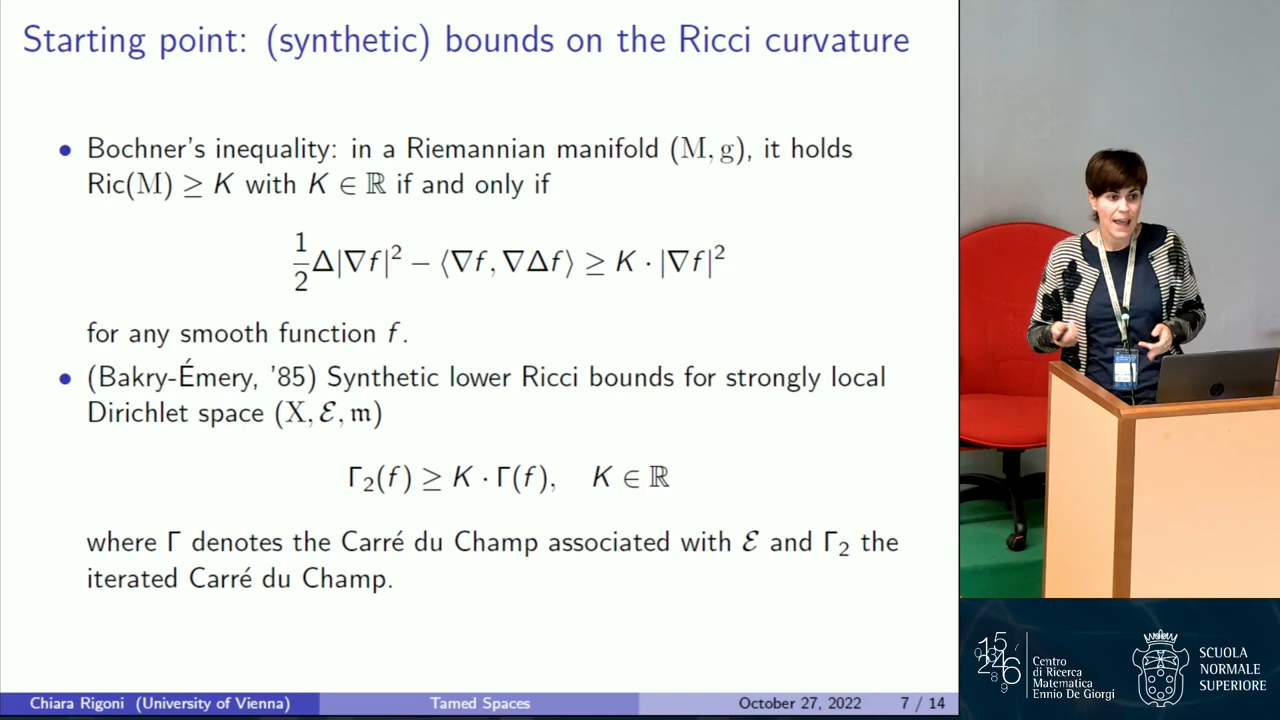 Starting point: (synthetic) bounds on the Ricci curvature
• Bochner's inequality: in a Riemannian manifold (M, g), it holds
Ric(M) ≥ K with K ∈ ℝ if and only if
1/2 Δ|∇f|² − ⟨∇f, ∇Δf⟩ ≥ K · |∇f|²
for any smooth function f.
• (Bakry-Émery, '85) Synthetic lower Ricci bounds for strongly local
Dirichlet space (X, ℰ, 𝔪)
Γ₂(f) ≥ K · Γ(f), K ∈ ℝ
where Γ denotes the Carré du Champ associated with ℰ and Γ₂ the
iterated Carré du Champ.
Chiara Rigoni (University of Vienna) Tamed Spaces October 27, 2022 7 / 14
Centro
di Ricerca
Matematica
Ennio De Giorgi
SCUOLA
NORMALE
SUPERIORE